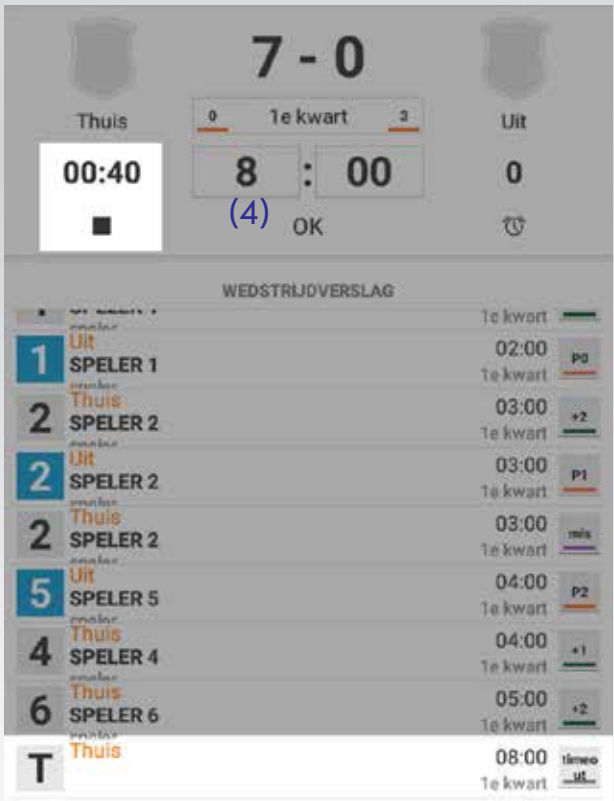 7 - 0
Thuis
0 1e kwart 3
Uit
00:40
8 : 00
0
(4)
OK
WEDSTRIJDVERSLAG
1e kwart
Uit
SPELER 1
1
02:00
1e kwart
P0
Thuis
SPELER 2
2
03:00
1e kwart
+2
Uit
SPELER 2
2
03:00
1e kwart
P1
Thuis
SPELER 2
2
03:00
1e kwart
mis
Uit
SPELER 5
5
04:00
1e kwart
P2
Thuis
SPELER 4
4
04:00
1e kwart
+1
Thuis
SPELER 6
6
05:00
1e kwart
+2
Thuis
T
08:00
1e kwart
timeo
ut